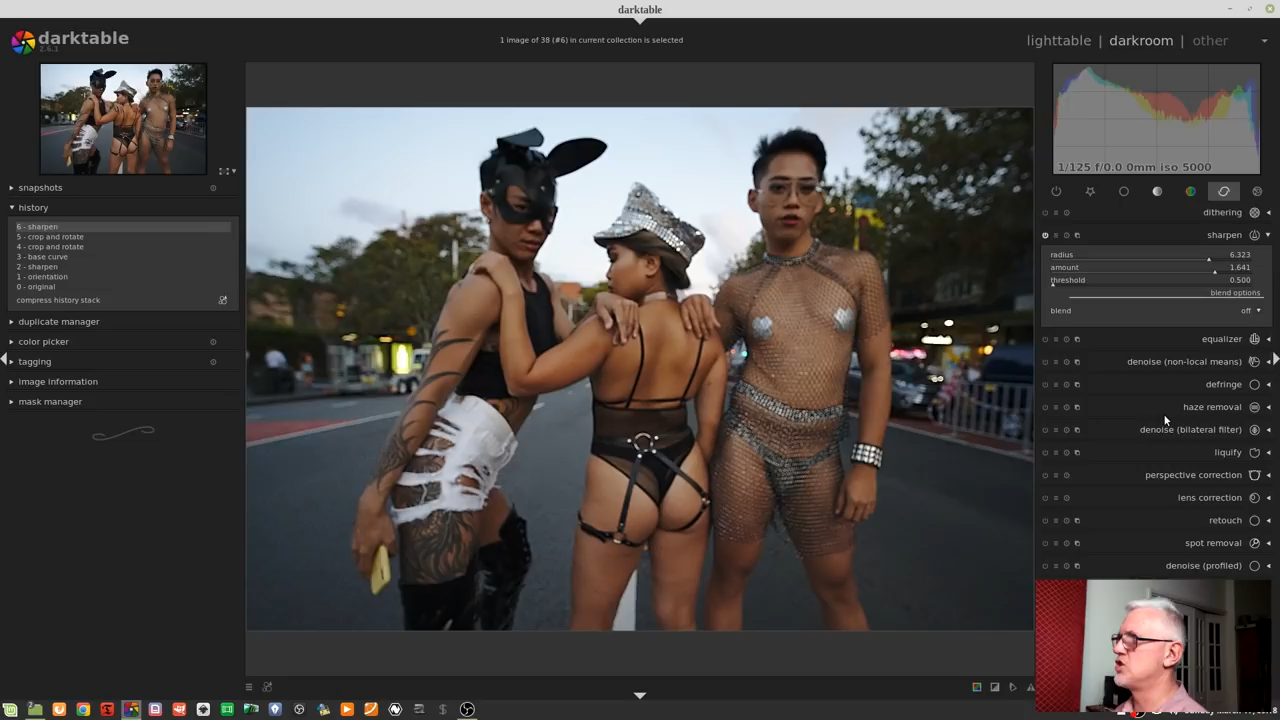 darktable
darktable
2.6.1
1 image of 38 (#6) in current collection is selected
lighttable | darkroom | other
1/125 f/0.0 0mm iso 5000
snapshots
history
6 - sharpen
5 - crop and rotate
4 - crop and rotate
3 - base curve
2 - sharpen
1 - orientation
0 - original
compress history stack
duplicate manager
color picker
tagging
image information
mask manager
dithering
sharpen
radius 6.323
amount 1.641
threshold 0.500
blend options
blend off
equalizer
denoise (non-local means)
defringe
haze removal
denoise (bilateral filter)
liquify
perspective correction
lens correction
retouch
spot removal
denoise (profiled)